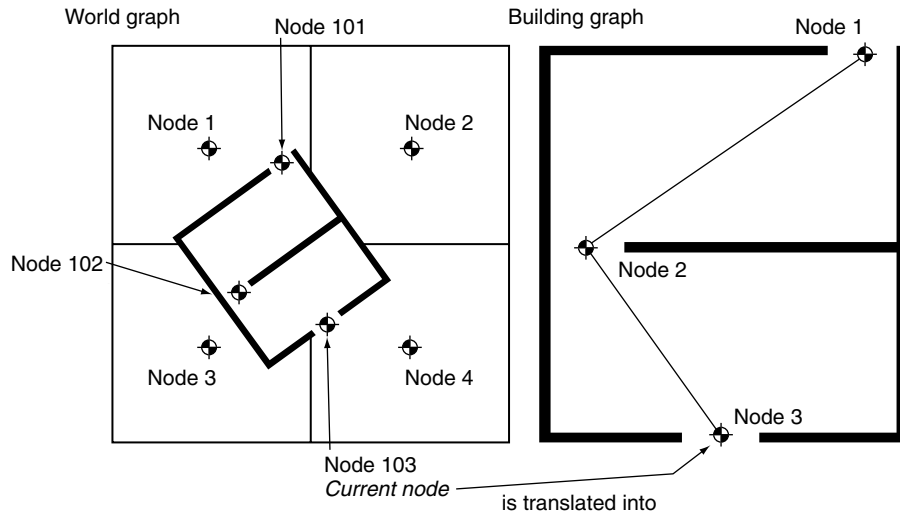 World graph
Node 101
Node 1
Node 2
Node 102
Node 3
Node 4
Node 103
Current node
is translated into
Building graph
Node 1
Node 2
Node 3